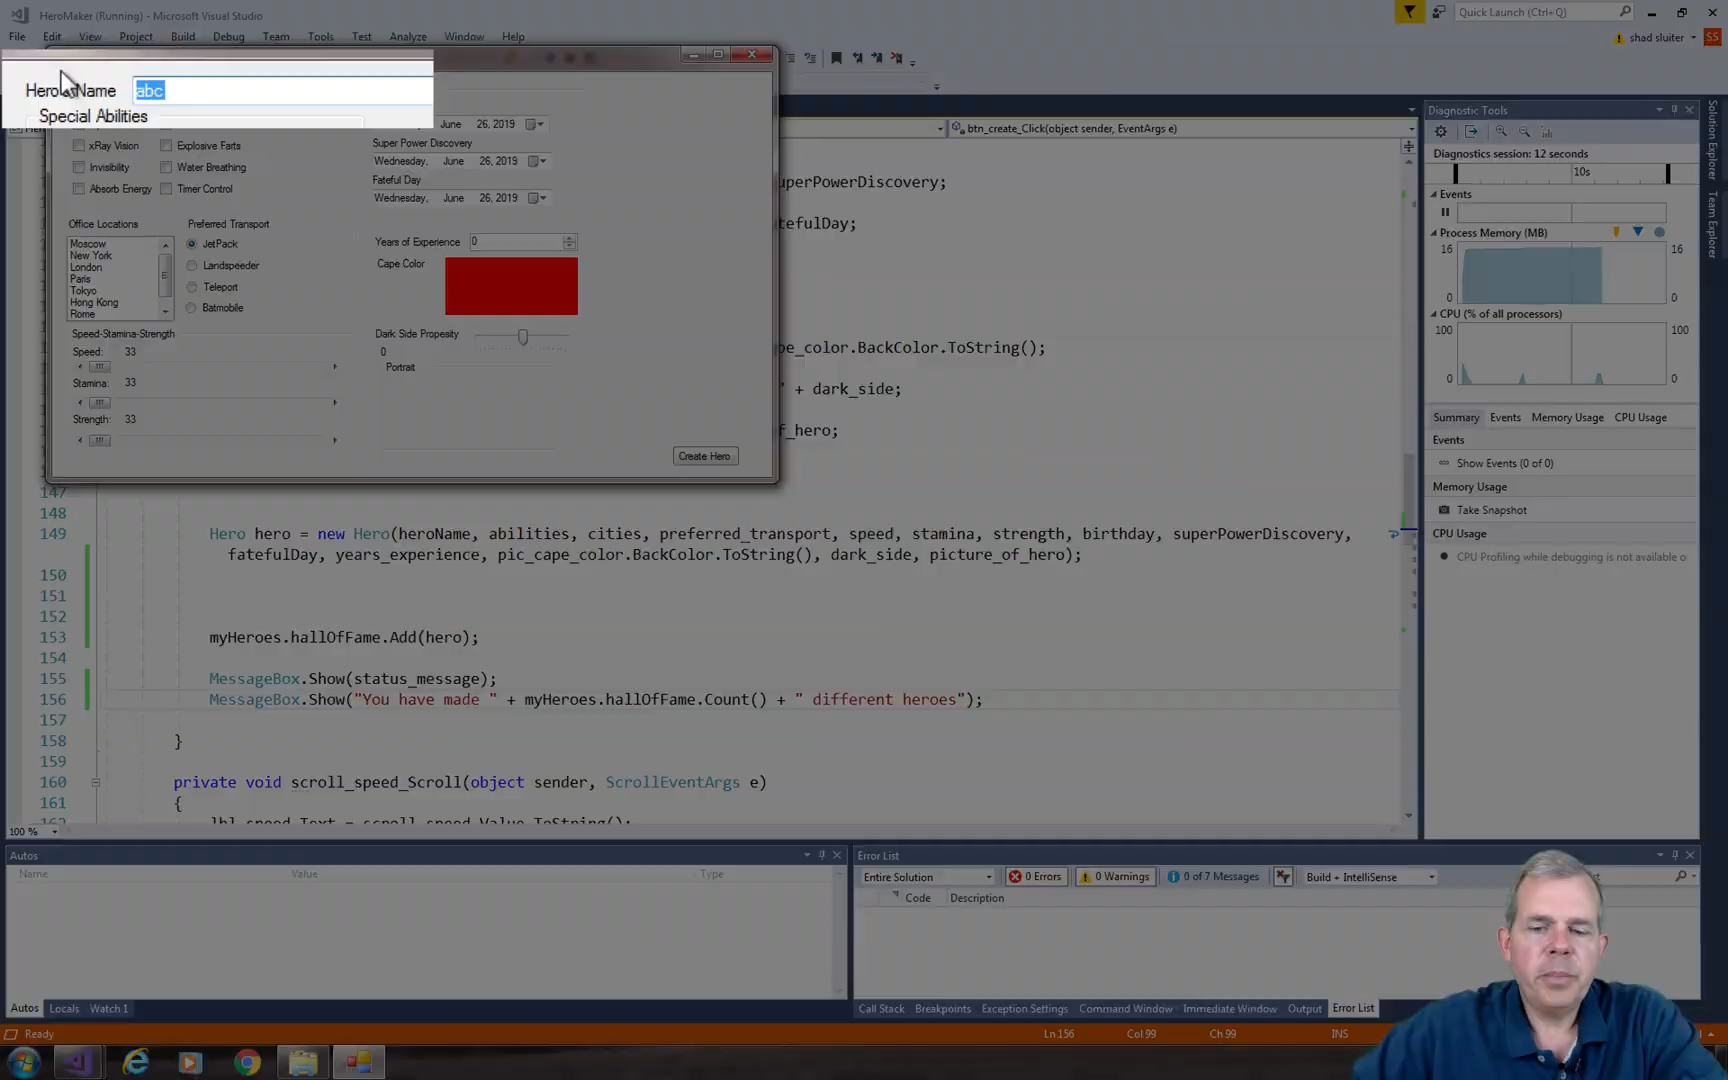 HeroMaker (Running) - Microsoft Visual Studio
Quick Launch (Ctrl+Q)
File Edit View Project Build Debug Team Tools Test Analyze Window Help
shad sluiter SS
abc
Special Abilities
June 26, 2019
btn_create_Click(object sender, EventArgs e)
xRay Vision Explosive Farts
Super Power Discovery
Invisibility Water Breathing
Wednesday, June 26, 2019
Absorb Energy Timer Control
Fateful Day
Wednesday, June 26, 2019
uperPowerDiscovery;
tefulDay;
Office Locations Preferred Transport
Moscow
New York
London
Paris
Tokyo
Hong Kong
Rome
JetPack
Landspeeder
Teleport
Batmobile
Years of Experience 0
Cape Color
Speed-Stamina-Strength
Speed: 33
Stamina: 33
Strength: 33
Dark Side Propesity
0
Portrait
Create Hero
pe_color.BackColor.ToString();
" + dark_side;
f_hero;
147
148
149 Hero hero = new Hero(heroName, abilities, cities, preferred_transport, speed, stamina, strength, birthday, superPowerDiscovery,
fatefulDay, years_experience, pic_cape_color.BackColor.ToString(), dark_side, picture_of_hero);
150
151
152
153 myHeroes.hallOfFame.Add(hero);
154
155 MessageBox.Show(status_message);
156 MessageBox.Show("You have made " + myHeroes.hallOfFame.Count() + " different heroes");
157
158 }
159
160 private void scroll_speed_Scroll(object sender, ScrollEventArgs e)
161 {
162 lbl_speed.Text = scroll_speed.Value.ToString();
100 %
Diagnostic Tools
Diagnostics session: 12 seconds
10s
Events
Process Memory (MB)
16 16
0 0
CPU (% of all processors)
100 100
0 0
Summary Events Memory Usage CPU Usage
Events
Show Events (0 of 0)
Memory Usage
Take Snapshot
CPU Usage
CPU Profiling while debugging is not available o
Solution Explorer
Team Explorer
Autos
Name Value Type
Autos Locals Watch 1
Error List
Entire Solution 0 Errors 0 Warnings 0 of 7 Messages Build + IntelliSense
Code Description
Call Stack Breakpoints Exception Settings Command Window Immediate Window Output Error List
Ready Ln 156 Col 99 Ch 99 INS